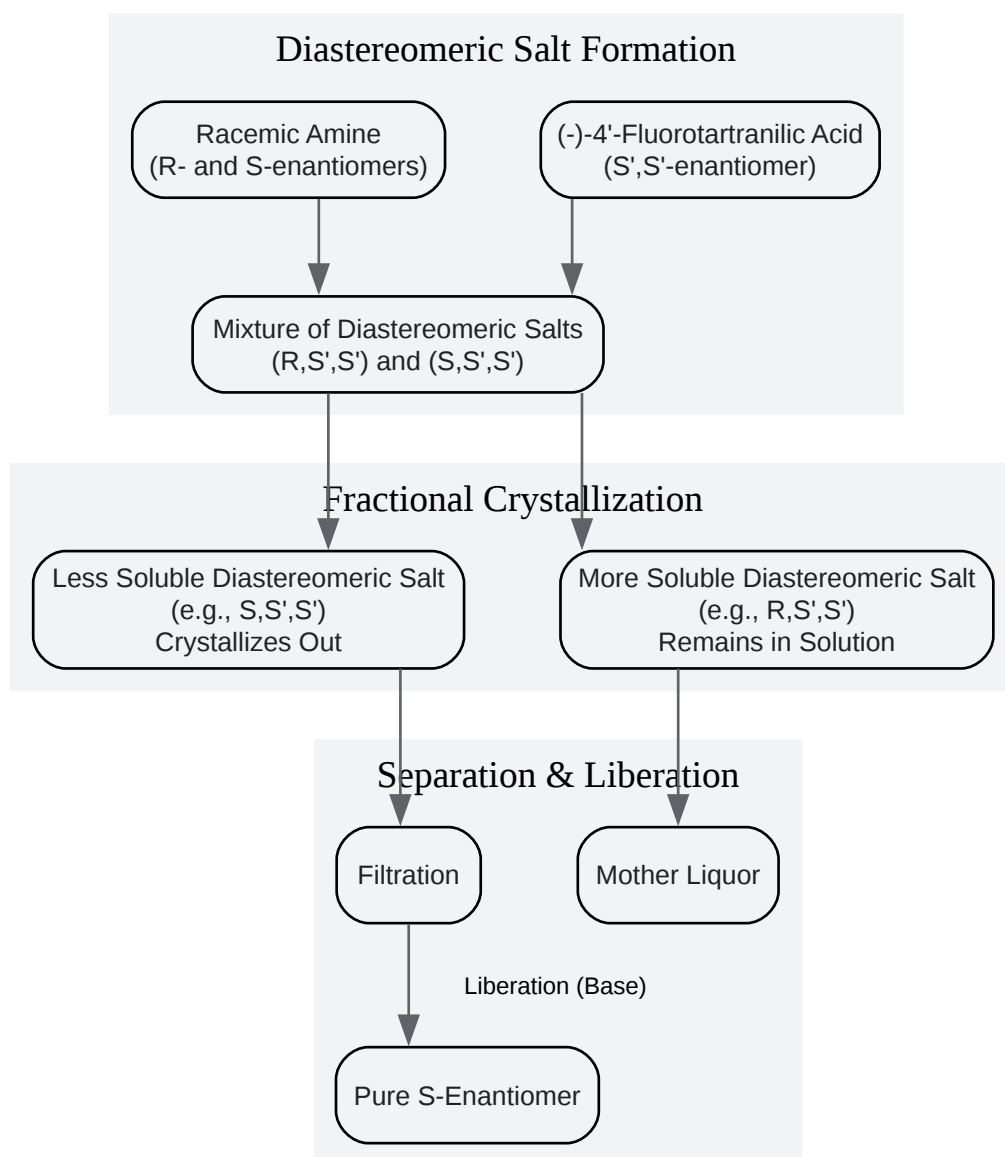 Diastereomeric Salt Formation
Racemic Amine
(R- and S-enantiomers)
(-)-4'-Fluorotartranilic Acid
(S',S'-enantiomer)
Mixture of Diastereomeric Salts
(R,S',S') and (S,S',S')
Fractional Crystallization
Less Soluble Diastereomeric Salt
(e.g., S,S',S')
Crystallizes Out
More Soluble Diastereomeric Salt
(e.g., R,S',S')
Remains in Solution
Separation & Liberation
Filtration
Mother Liquor
Liberation (Base)
Pure S-Enantiomer